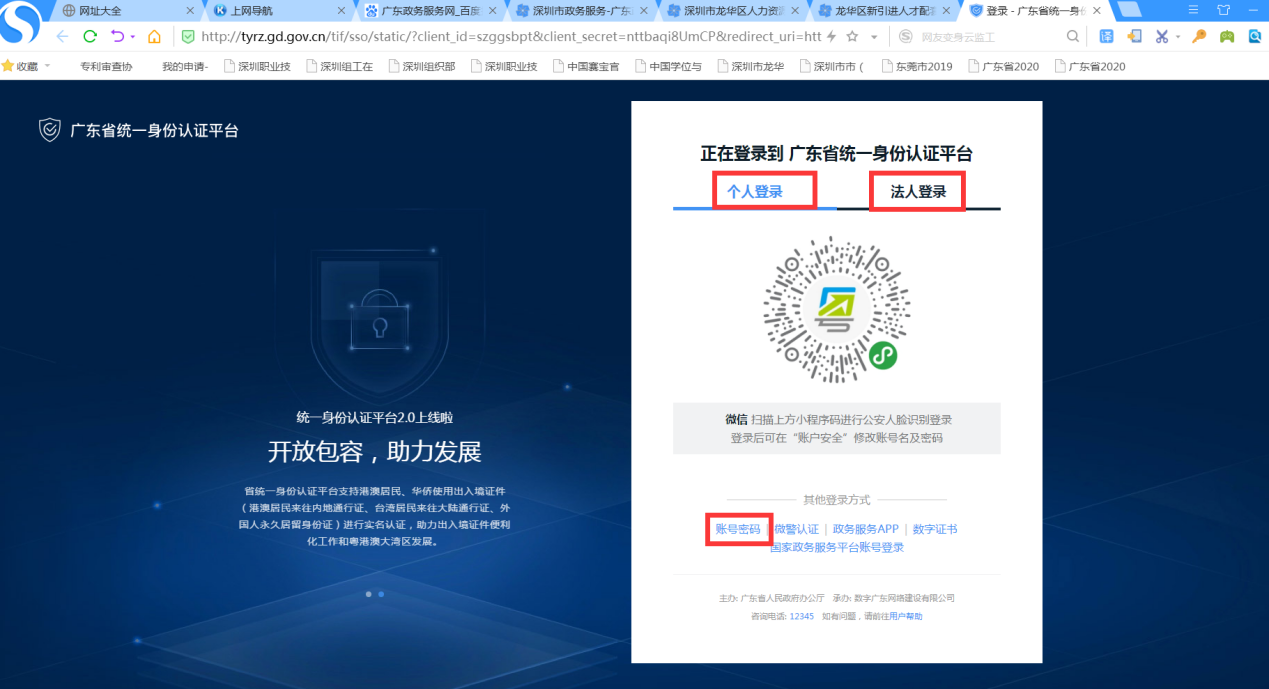 网址大全
上网导航
广东政务服务网_百度
深圳市政务服务-广东
深圳市龙华区人力资源
龙华区新引进人才配套
登录 - 广东省统一身份
http://tyrz.gd.gov.cn/tif/sso/static/?client_id=szggsbpt&client_secret=nttbaqi8UmCP&redirect_uri=htt
网友变身云监工
收藏
专利审查协
我的申请-
深圳职业技
深圳组工在
深圳组织部
深圳职业技
中国赛宝官
中国学位与
深圳市龙华
深圳市市（
东莞市2019
广东省2020
广东省2020
广东省统一身份认证平台
统一身份认证平台2.0上线啦
开放包容，助力发展
省统一身份认证平台支持港澳居民、华侨使用出入境证件
（港澳居民来往内地通行证、台湾居民来往大陆通行证、外
国人永久居留身份证）进行实名认证，助力出入境证件便利
化工作和粤港澳大湾区发展。
正在登录到 广东省统一身份认证平台
个人登录
法人登录
微信 扫描上方小程序码进行公安人脸识别登录
登录后可在“账户安全”修改账号名及密码
其他登录方式
账号密码 | 微警认证 | 政务服务APP | 数字证书
国家政务服务平台账号登录
主办: 广东省人民政府办公厅 承办: 数字广东网络建设有限公司
咨询电话: 12345 如有问题，请前往用户帮助